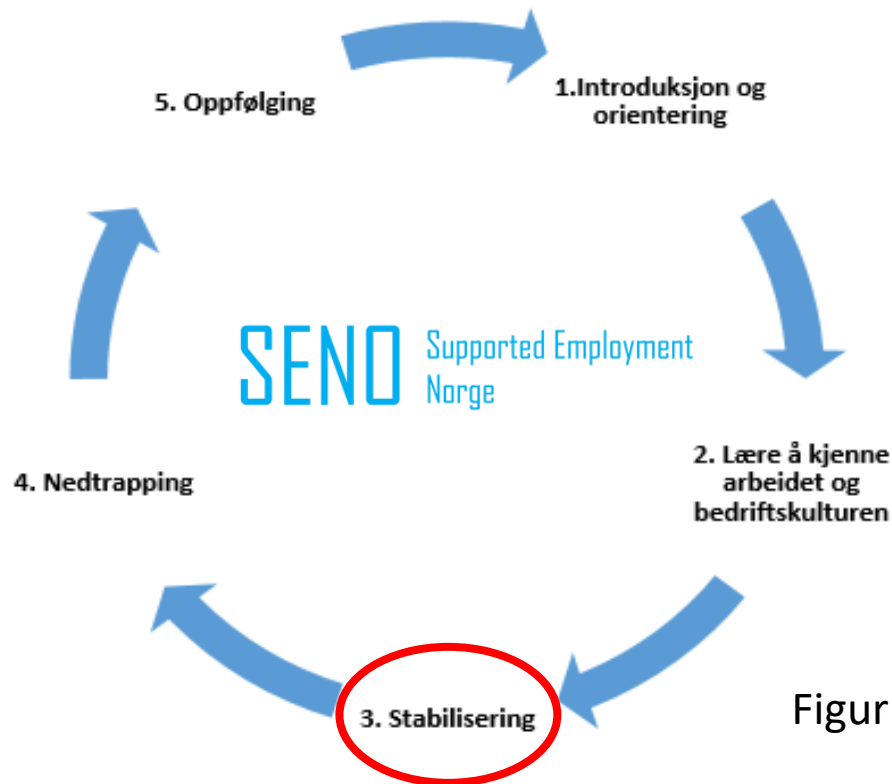 5. Oppfølging
1.Introduksjon og
orientering
SENO Supported Employment
Norge
4. Nedtrapping
2. Lære å kjenne
arbeidet og
bedriftskulturen
3. Stabilisering
Figur